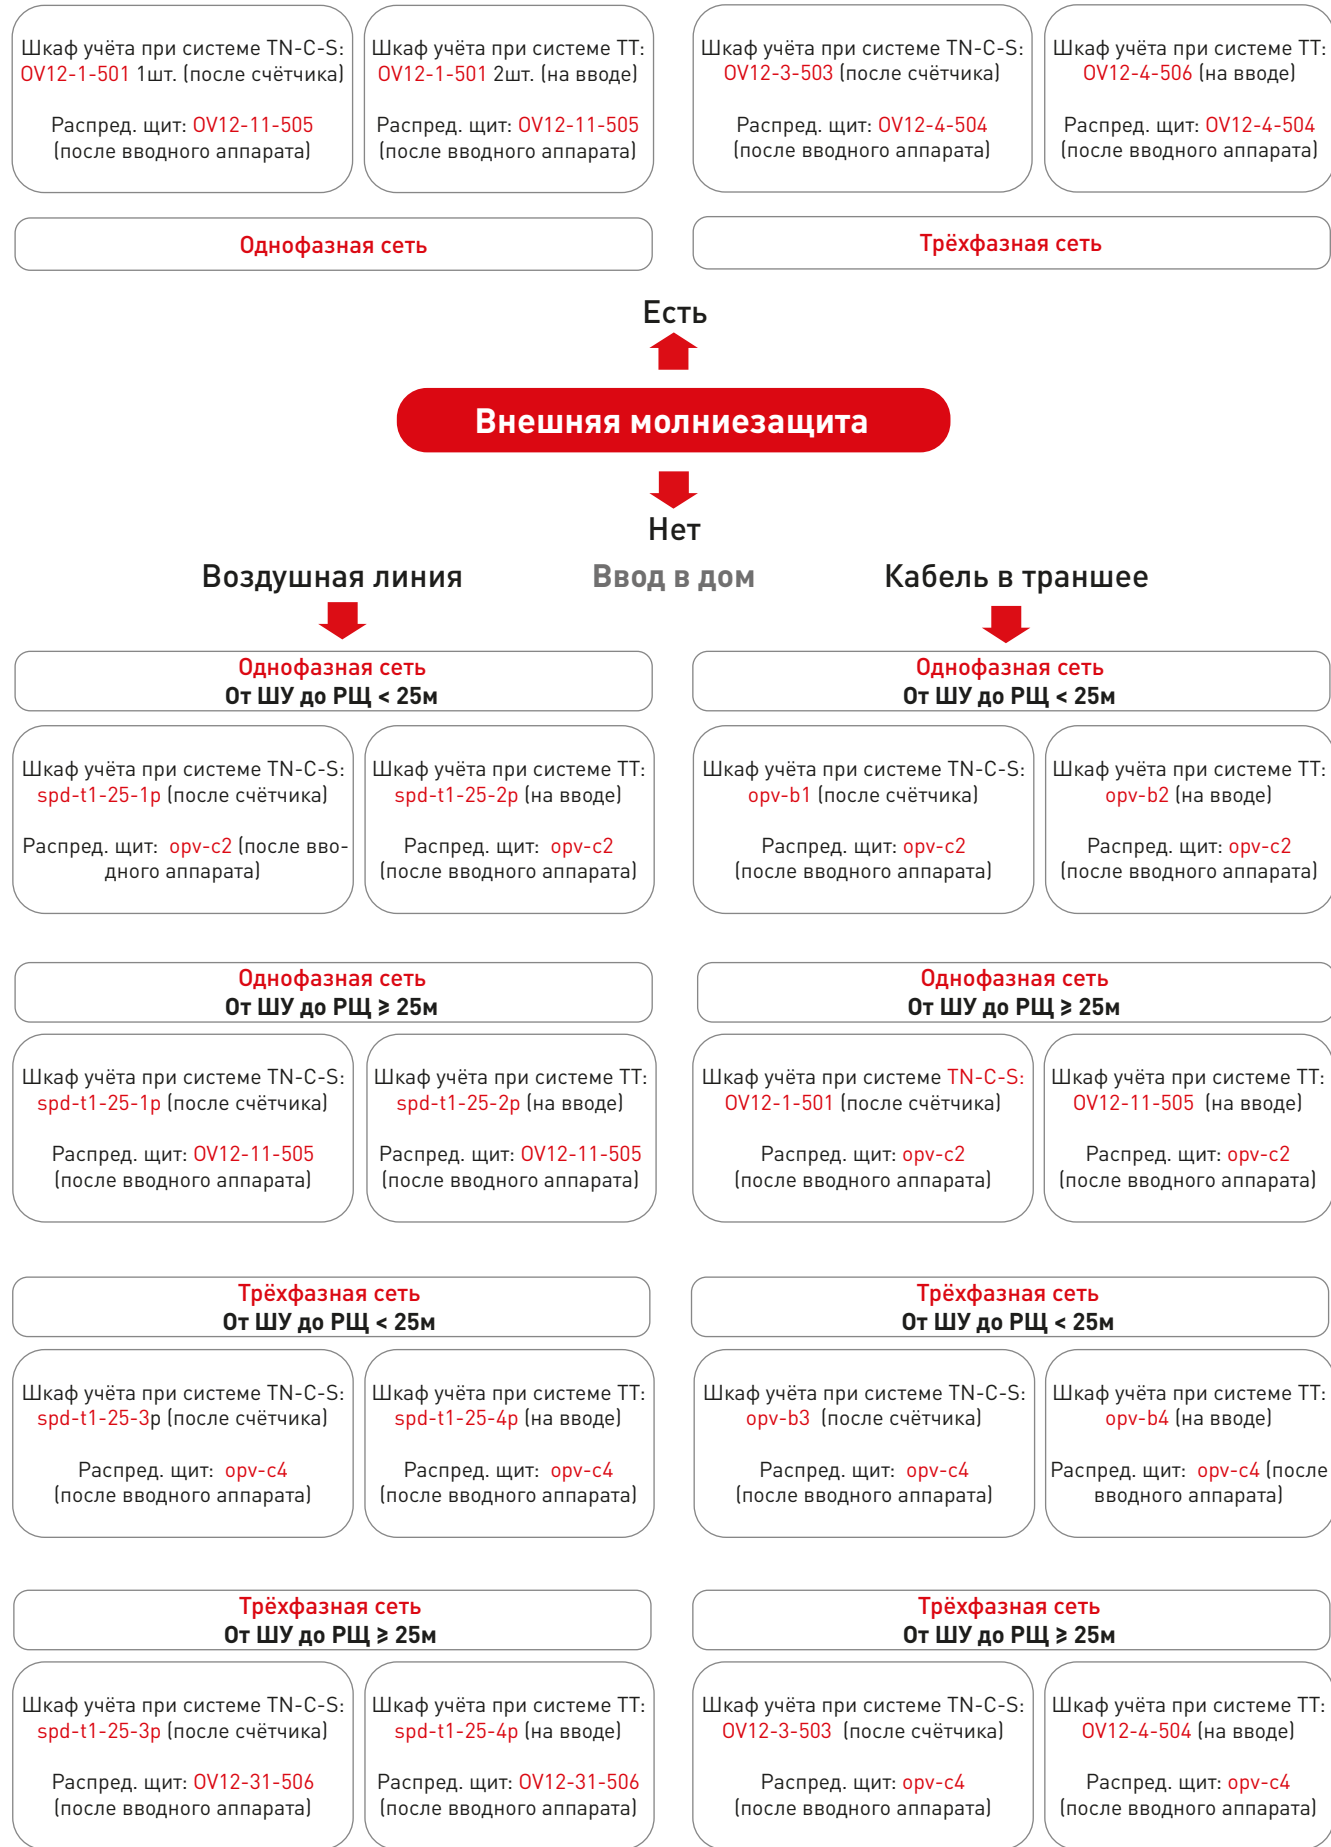 Шкаф учёта при системе TN-C-S:
OV12-1-501 1шт. (после счётчика)
Распред. щит: OV12-11-505
(после вводного аппарата)
Шкаф учёта при системе TT:
OV12-1-501 2шт. (на вводе)
Распред. щит: OV12-11-505
(после вводного аппарата)
Шкаф учёта при системе TN-C-S:
OV12-3-503 (после счётчика)
Распред. щит: OV12-4-504
(после вводного аппарата)
Шкаф учёта при системе TT:
OV12-4-506 (на вводе)
Распред. щит: OV12-4-504
(после вводного аппарата)
Однофазная сеть
Трёхфазная сеть
Есть
Внешняя молниезащита
Нет
Воздушная линия
Ввод в дом
Кабель в траншее
Однофазная сеть
От ШУ до РЩ < 25м
Однофазная сеть
От ШУ до РЩ < 25м
Шкаф учёта при системе TN-C-S:
spd-t1-25-1p (после счётчика)
Распред. щит: opv-c2 (после вво-
дного аппарата)
Шкаф учёта при системе TT:
spd-t1-25-2p (на вводе)
Распред. щит: opv-c2
(после вводного аппарата)
Шкаф учёта при системе TN-C-S:
opv-b1 (после счётчика)
Распред. щит: opv-c2
(после вводного аппарата)
Шкаф учёта при системе TT:
opv-b2 (на вводе)
Распред. щит: opv-c2
(после вводного аппарата)
Однофазная сеть
От ШУ до РЩ ≥ 25м
Однофазная сеть
От ШУ до РЩ ≥ 25м
Шкаф учёта при системе TN-C-S:
spd-t1-25-1p (после счётчика)
Распред. щит: OV12-11-505
(после вводного аппарата)
Шкаф учёта при системе TT:
spd-t1-25-2p (на вводе)
Распред. щит: OV12-11-505
(после вводного аппарата)
Шкаф учёта при системе TN-C-S:
OV12-1-501 (после счётчика)
Распред. щит: opv-c2
(после вводного аппарата)
Шкаф учёта при системе TT:
OV12-11-505 (на вводе)
Распред. щит: opv-c2
(после вводного аппарата)
Трёхфазная сеть
От ШУ до РЩ < 25м
Трёхфазная сеть
От ШУ до РЩ < 25м
Шкаф учёта при системе TN-C-S:
spd-t1-25-3p (после счётчика)
Распред. щит: opv-c4
(после вводного аппарата)
Шкаф учёта при системе TT:
spd-t1-25-4p (на вводе)
Распред. щит: opv-c4
(после вводного аппарата)
Шкаф учёта при системе TN-C-S:
opv-b3 (после счётчика)
Распред. щит: opv-c4
(после вводного аппарата)
Шкаф учёта при системе TT:
opv-b4 (на вводе)
Распред. щит: opv-c4 (после
вводного аппарата)
Трёхфазная сеть
От ШУ до РЩ ≥ 25м
Трёхфазная сеть
От ШУ до РЩ ≥ 25м
Шкаф учёта при системе TN-C-S:
spd-t1-25-3p (после счётчика)
Распред. щит: OV12-31-506
(после вводного аппарата)
Шкаф учёта при системе TT:
spd-t1-25-4p (на вводе)
Распред. щит: OV12-31-506
(после вводного аппарата)
Шкаф учёта при системе TN-C-S:
OV12-3-503 (после счётчика)
Распред. щит: opv-c4
(после вводного аппарата)
Шкаф учёта при системе TT:
OV12-4-504 (на вводе)
Распред. щит: opv-c4
(после вводного аппарата)